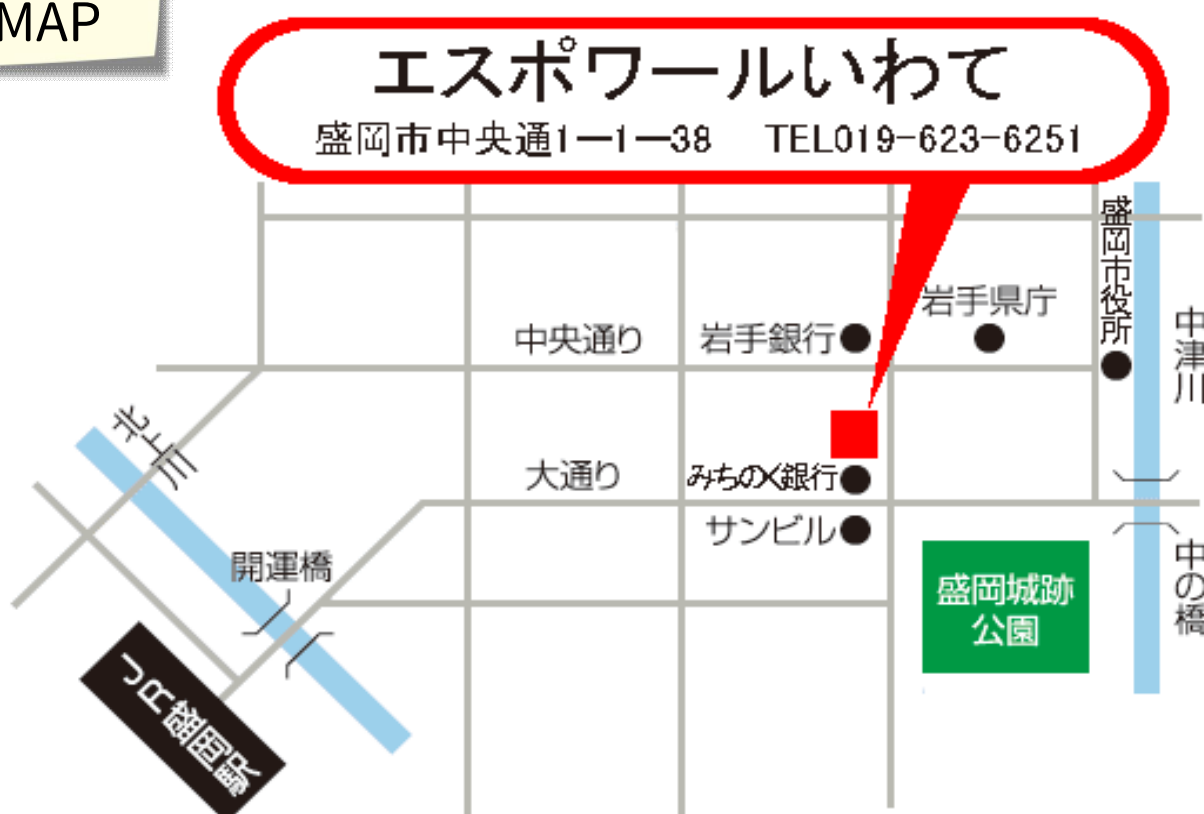 MAP
エスポワールいわて
盛岡市中央通1ー1ー38　TEL019-623-6251
盛岡市役所
岩手県庁
中央通り
岩手銀行
中津川
北上川
大通り
みちのく銀行
サンビル
開運橋
盛岡城跡
公園
中の橋
JR盛岡駅